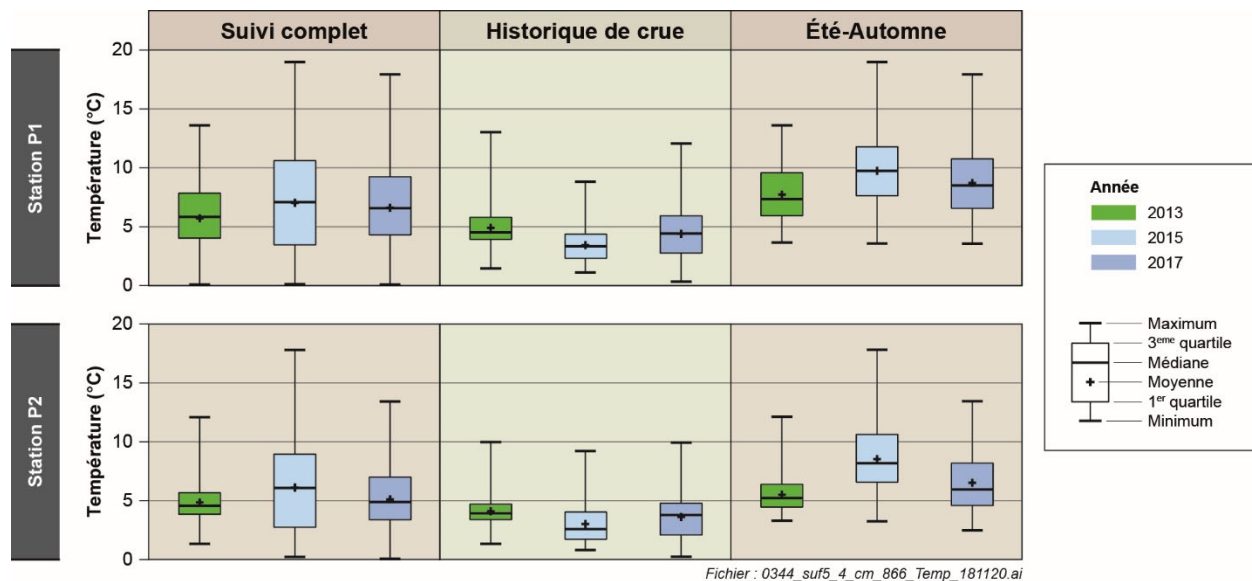 Suivi complet
Historique de crue
Été-Automne
Station P1
Température (°C)
20
15
10
5
0
Station P2
Température (°C)
20
15
10
5
0
Année
2013
2015
2017
Maximum
3eme quartile
Médiane
Moyenne
1er quartile
Minimum
Fichier : 0344_suf5_4_cm_866_Temp_181120.ai